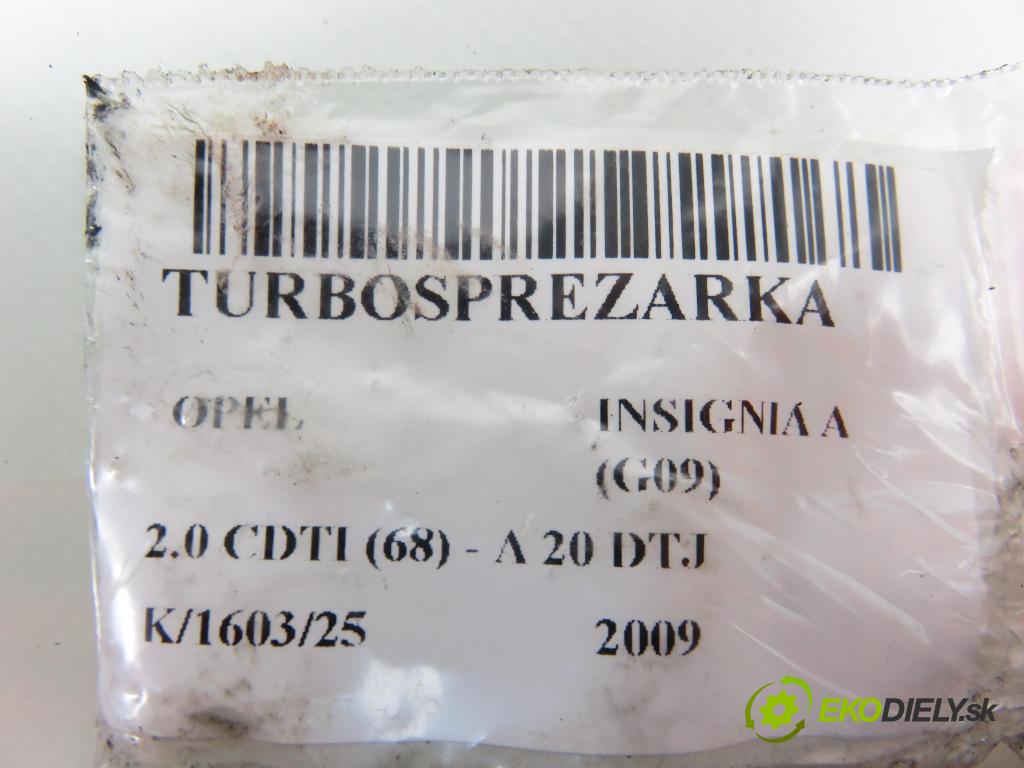 TURBOSPREZARKA
OPEL INSIGNIA A
(G09)
2.0 CDTI (68) - A 20 DTJ
K/1603/25 2009
EKODIELY.sk